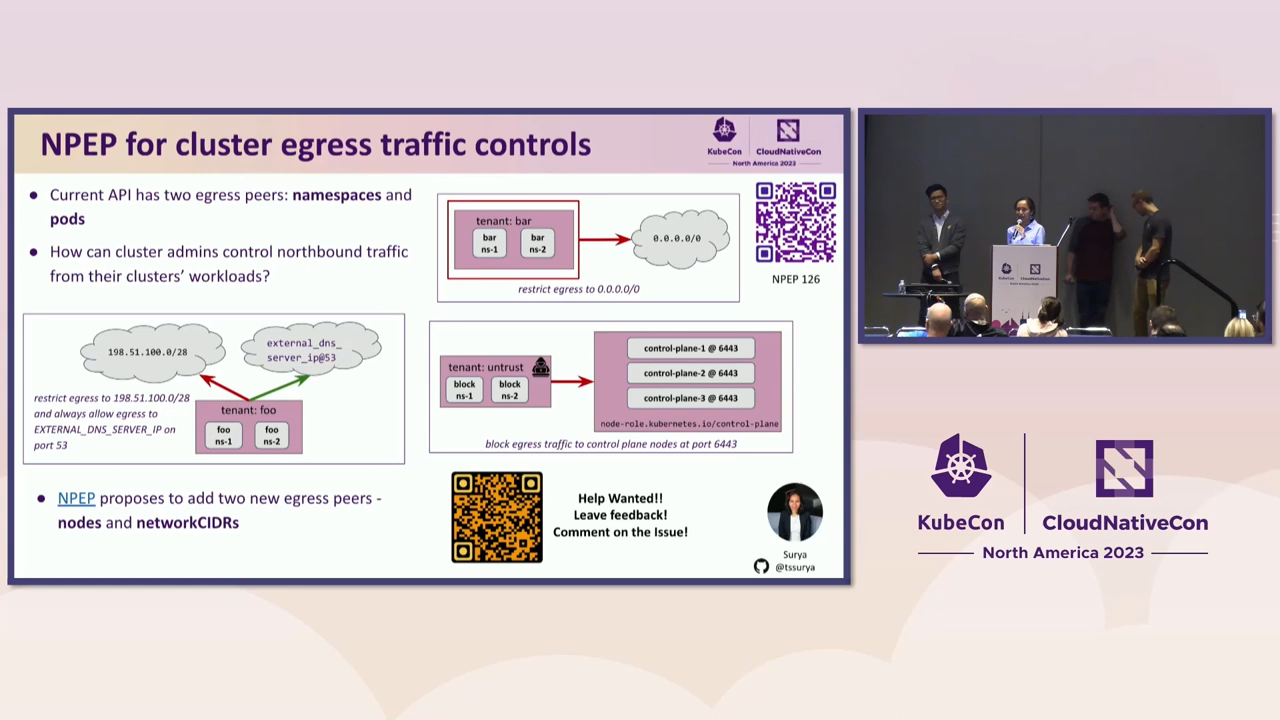 NPEP for cluster egress traffic controls
KubeCon
CloudNativeCon
North America 2023
● Current API has two egress peers: namespaces and
pods
● How can cluster admins control northbound traffic
from their clusters' workloads?
tenant: bar
bar
ns-1
bar
ns-2
0.0.0.0/0
restrict egress to 0.0.0.0/0
NPEP 126
198.51.100.0/28
external_dns_
server_ip@53
restrict egress to 198.51.100.0/28
and always allow egress to
EXTERNAL_DNS_SERVER_IP on
port 53
tenant: foo
foo
ns-1
foo
ns-2
tenant: untrust
block
ns-1
block
ns-2
control-plane-1 @ 6443
control-plane-2 @ 6443
control-plane-3 @ 6443
node-role.kubernetes.io/control-plane
block egress traffic to control plane nodes at port 6443
● NPEP proposes to add two new egress peers -
nodes and networkCIDRs
Help Wanted!!
Leave feedback!
Comment on the Issue!
Surya
@tssurya
KubeCon
CloudNativeCon
North America 2023